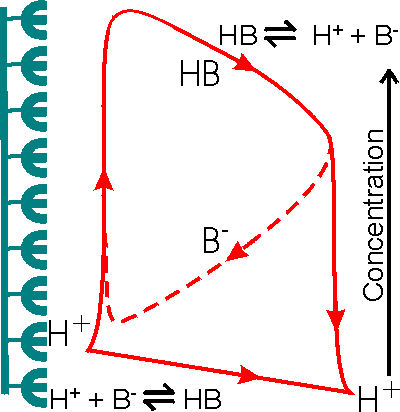 HB ⇌ H⁺ + B⁻
HB
Concentration
B⁻
H⁺
H⁺
H⁺ + B⁻ ⇌ HB